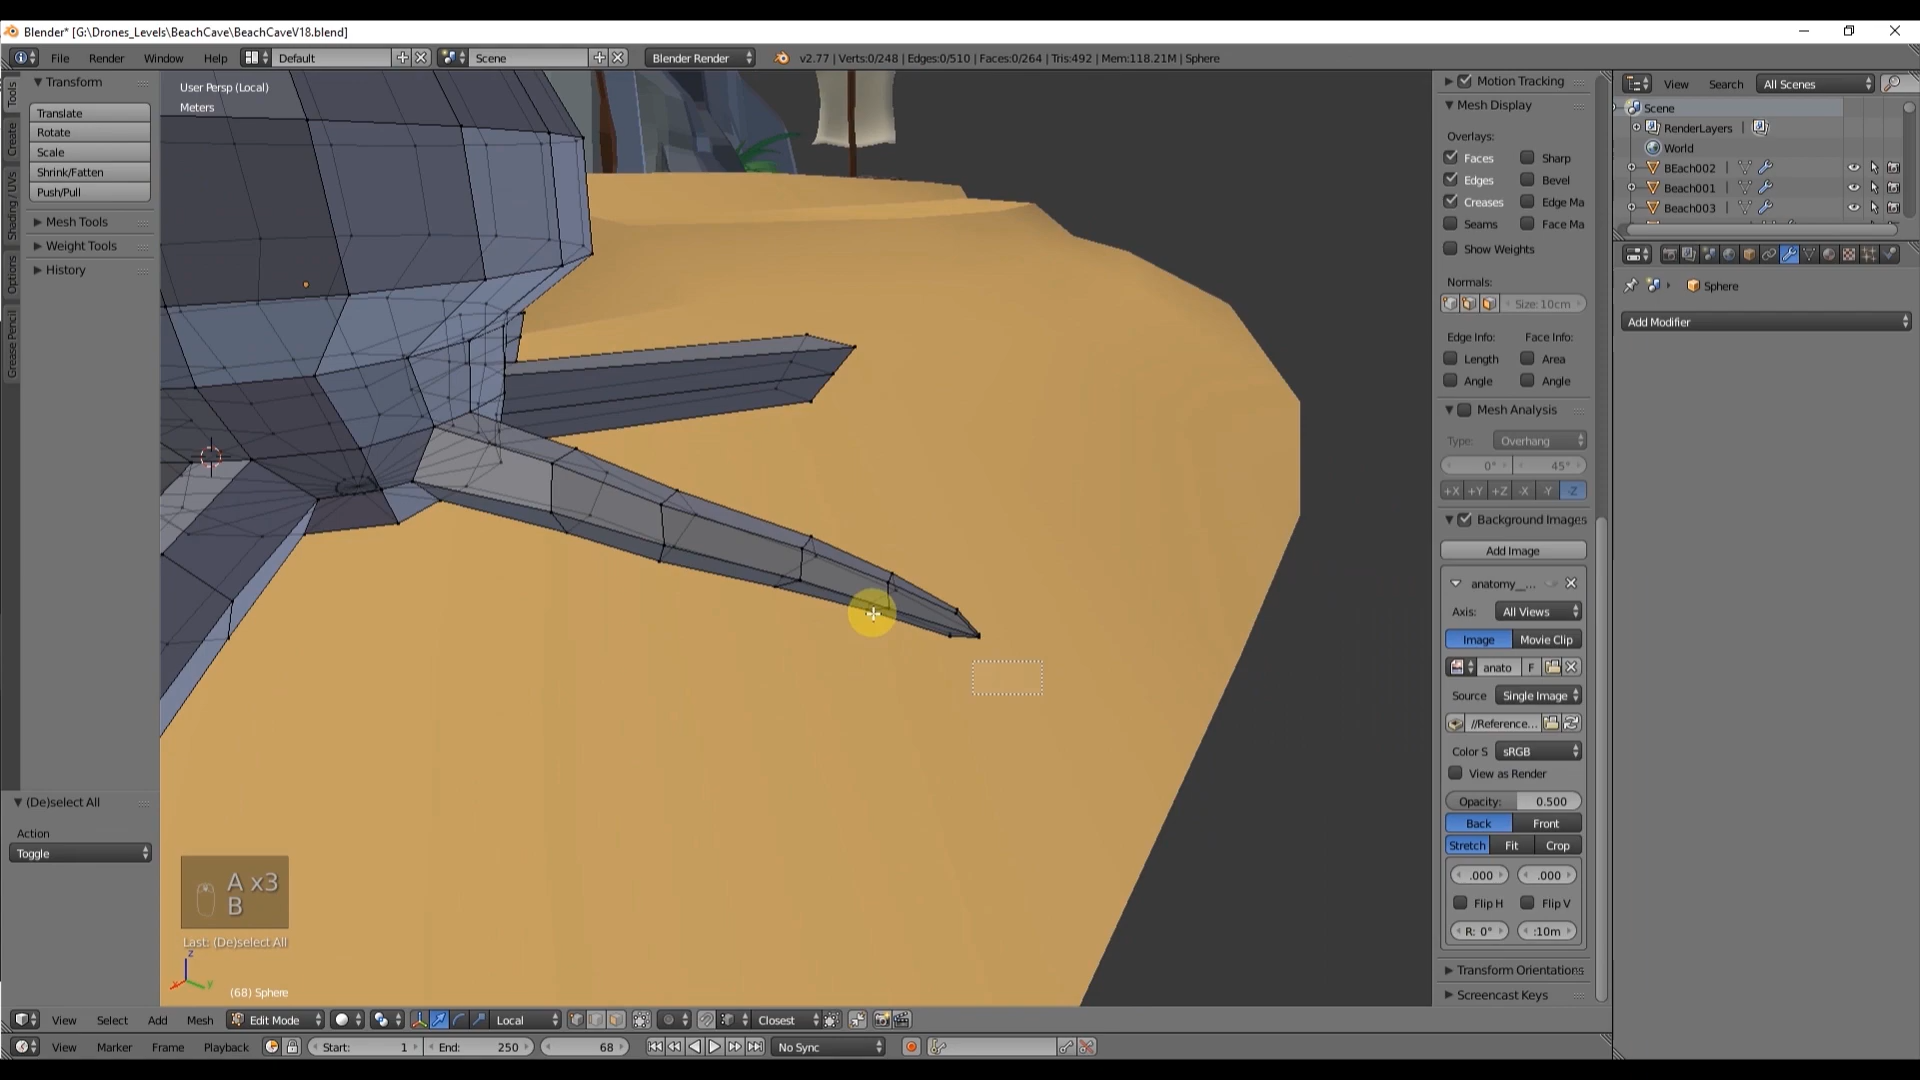 Blender* [G:\Drones_Levels\BeachCave\BeachCaveV18.blend]
File Render Window Help Default Scene Blender Render v2.77 | Verts:0/248 | Edges:0/510 | Faces:0/264 | Tris:492 | Mem:118.21M | Sphere
Tools
Create
Shading / UVs
Options
Grease Pencil
Transform
Translate
Rotate
Scale
Shrink/Fatten
Push/Pull
Mesh Tools
Weight Tools
History
(De)select All
Action
Toggle
User Persp (Local)
Meters
A x3
B
Last: (De)select All
z
x y
(68) Sphere
Motion Tracking
Mesh Display
Overlays:
Faces Sharp
Edges Bevel
Creases Edge Ma
Seams Face Ma
Show Weights
Normals:
Size: 10cm
Edge Info: Face Info:
Length Area
Angle Angle
Mesh Analysis
Type: Overhang
0° 45°
+X +Y +Z -X -Y -Z
Background Images
Add Image
anatomy__...
Axis: All Views
Image Movie Clip
anato F
Source Single Image
//Reference...
Color S sRGB
View as Render
Opacity: 0.500
Back Front
Stretch Fit Crop
.000 .000
Flip H Flip V
R: 0° :10m
Transform Orientations
Screencast Keys
View Search All Scenes
Scene
RenderLayers
World
BEach002
Beach001
Beach003
Sphere
Add Modifier
View Select Add Mesh Edit Mode Local Closest
View Marker Frame Playback Start: 1 End: 250 68 No Sync